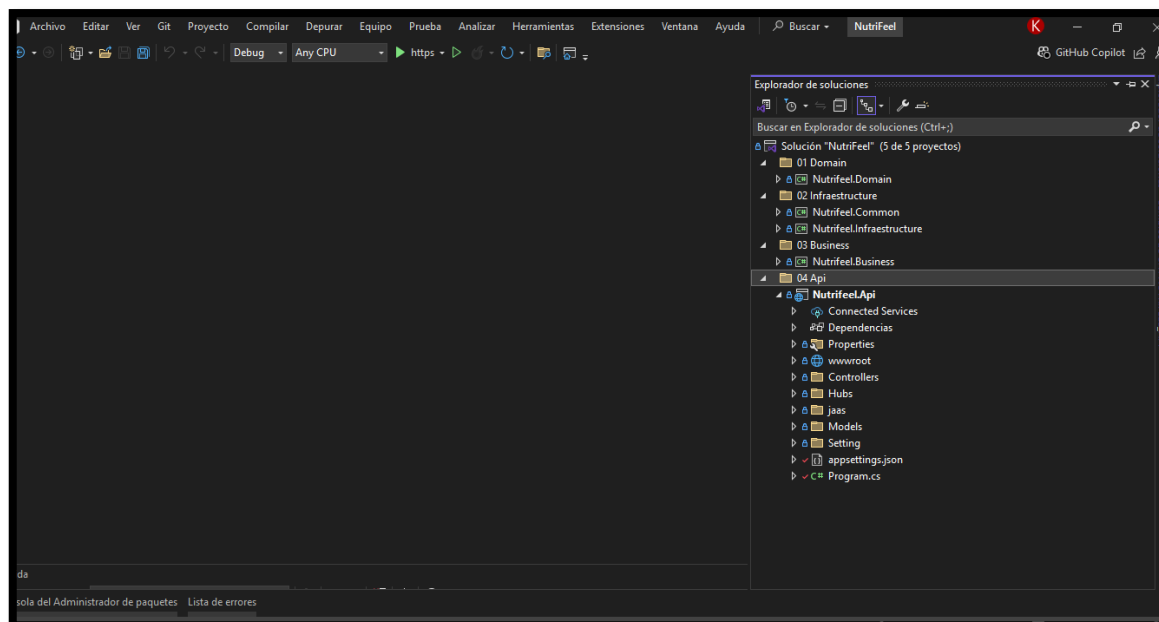 Archivo Editar Ver Git Proyecto Compilar Depurar Equipo Prueba Analizar Herramientas Extensiones Ventana Ayuda Buscar NutriFeel K
Debug Any CPU https GitHub Copilot
Explorador de soluciones
Buscar en Explorador de soluciones (Ctrl+;)
Solución "NutriFeel" (5 de 5 proyectos)
01 Domain
C# Nutrifeel.Domain
02 Infraestructure
C# Nutrifeel.Common
C# Nutrifeel.Infraestructure
03 Business
C# Nutrifeel.Business
04 Api
Nutrifeel.Api
Connected Services
Dependencias
Properties
wwwroot
Controllers
Hubs
jaas
Models
Setting
appsettings.json
C# Program.cs
da
sola del Administrador de paquetes Lista de errores